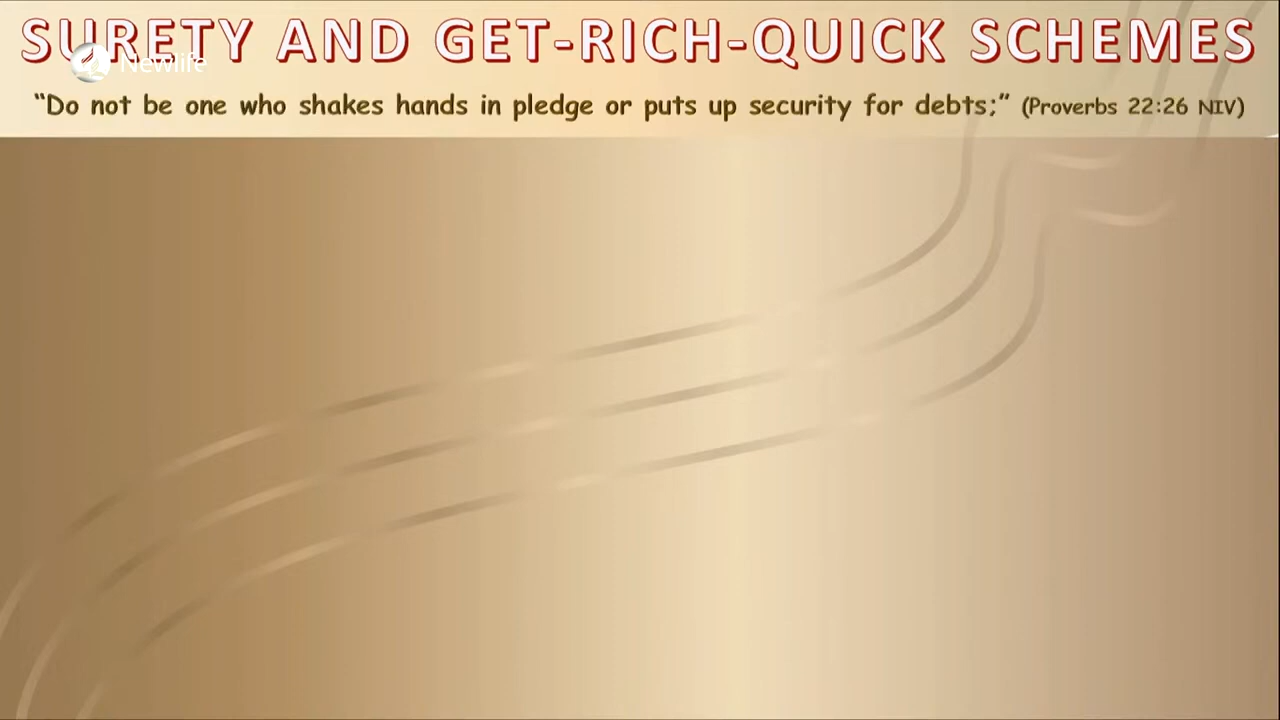 SURETY AND GET-RICH-QUICK SCHEMES
Newlife
“Do not be one who shakes hands in pledge or puts up security for debts;” (Proverbs 22:26 NIV)